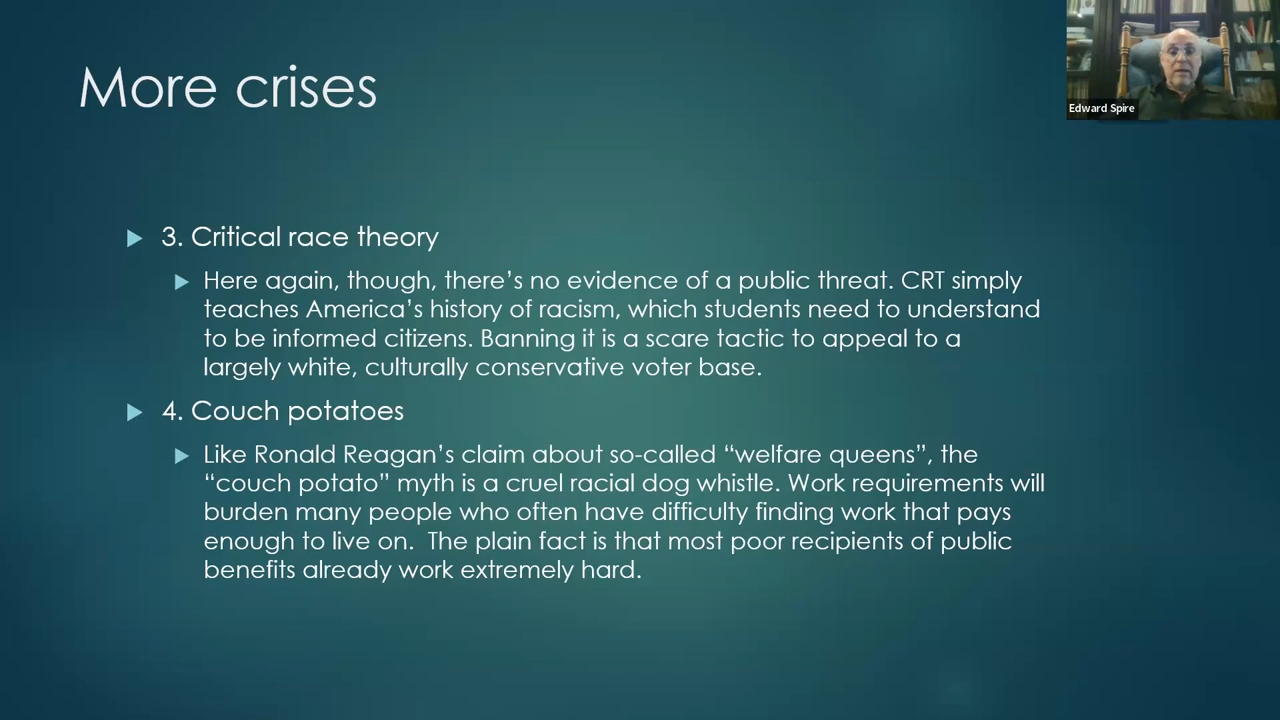 More crises
Edward Spire
3. Critical race theory
Here again, though, there’s no evidence of a public threat. CRT simply
teaches America’s history of racism, which students need to understand
to be informed citizens. Banning it is a scare tactic to appeal to a
largely white, culturally conservative voter base.
4. Couch potatoes
Like Ronald Reagan’s claim about so-called “welfare queens”, the
“couch potato” myth is a cruel racial dog whistle. Work requirements will
burden many people who often have difficulty finding work that pays
enough to live on.  The plain fact is that most poor recipients of public
benefits already work extremely hard.